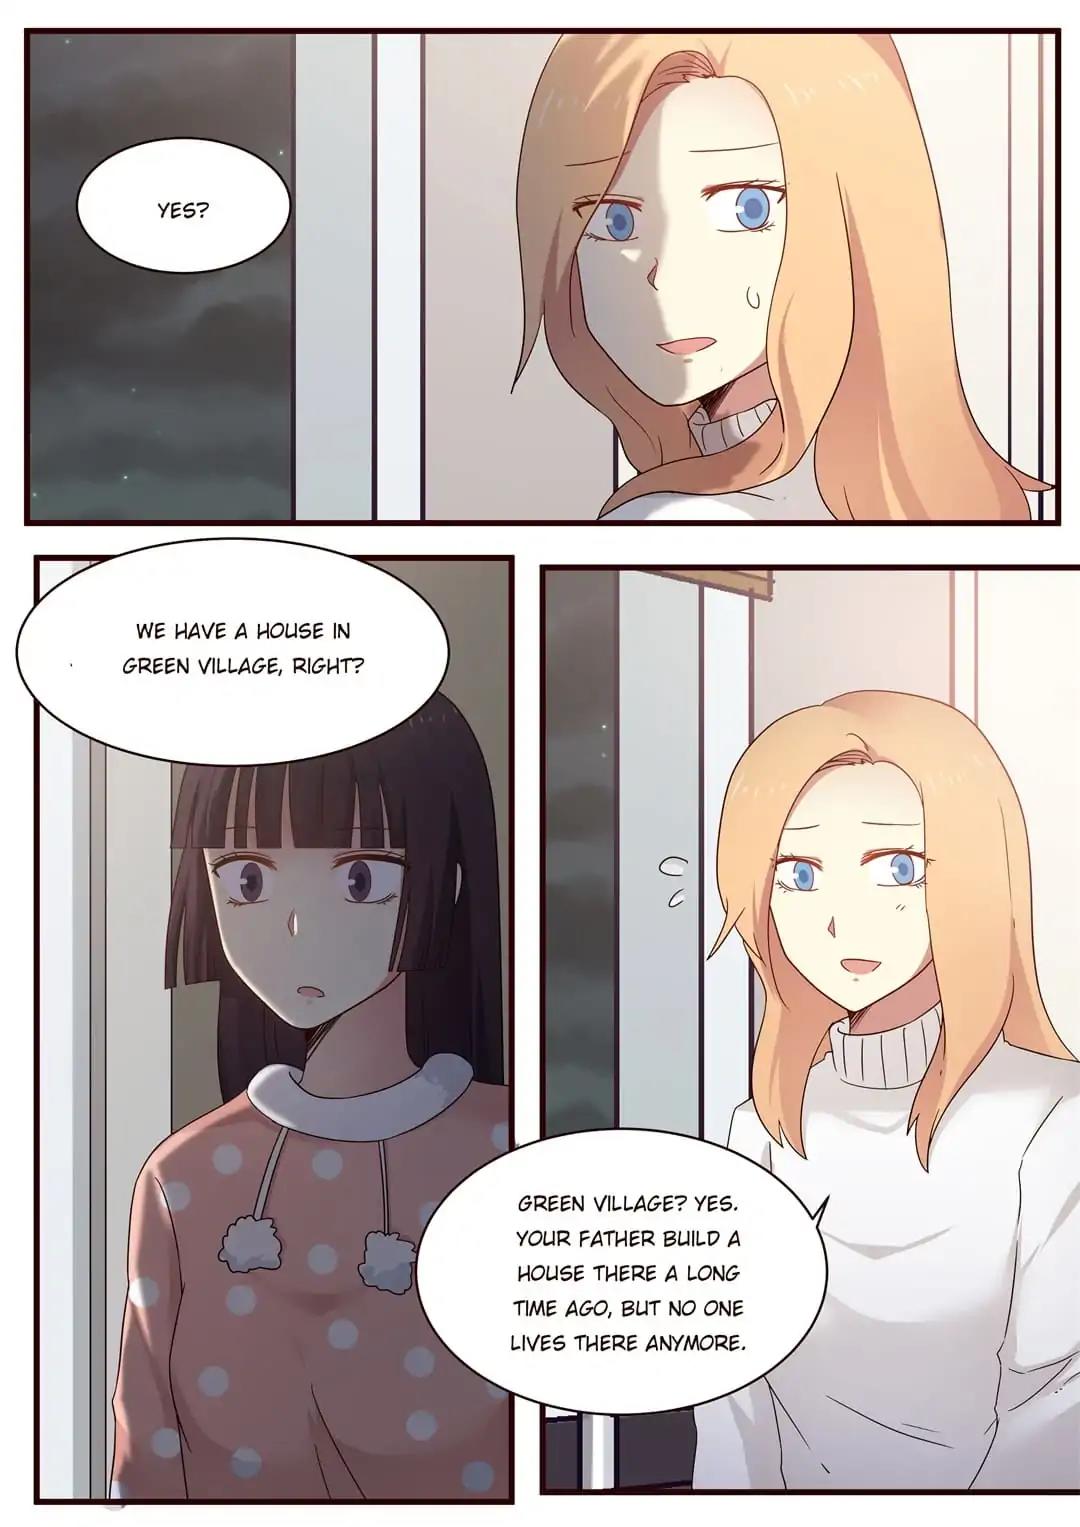 YES?
WE HAVE A HOUSE IN
GREEN VILLAGE, RIGHT?
GREEN VILLAGE? YES.
YOUR FATHER BUILD A
HOUSE THERE A LONG
TIME AGO, BUT NO ONE
LIVES THERE ANYMORE.